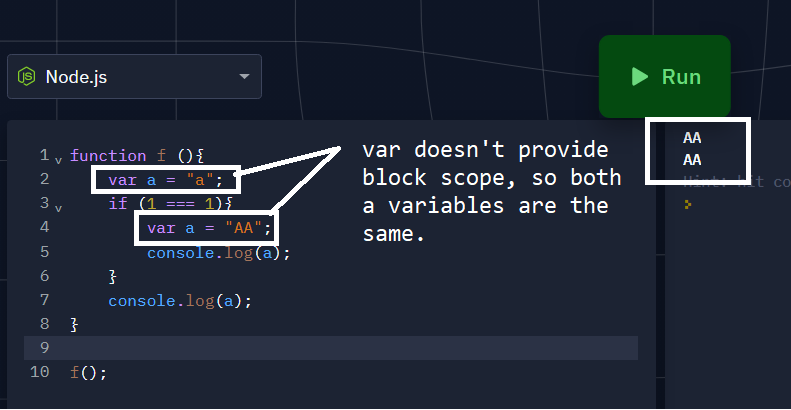 Node.js
Run
1 v function f (){
2 var a = "a";
3 v if (1 === 1){
4 var a = "AA";
5 console.log(a);
6 }
7 console.log(a);
8 }
9
10 f();
var doesn't provide
block scope, so both
a variables are the
same.
AA
AA
Hint: hit co
>